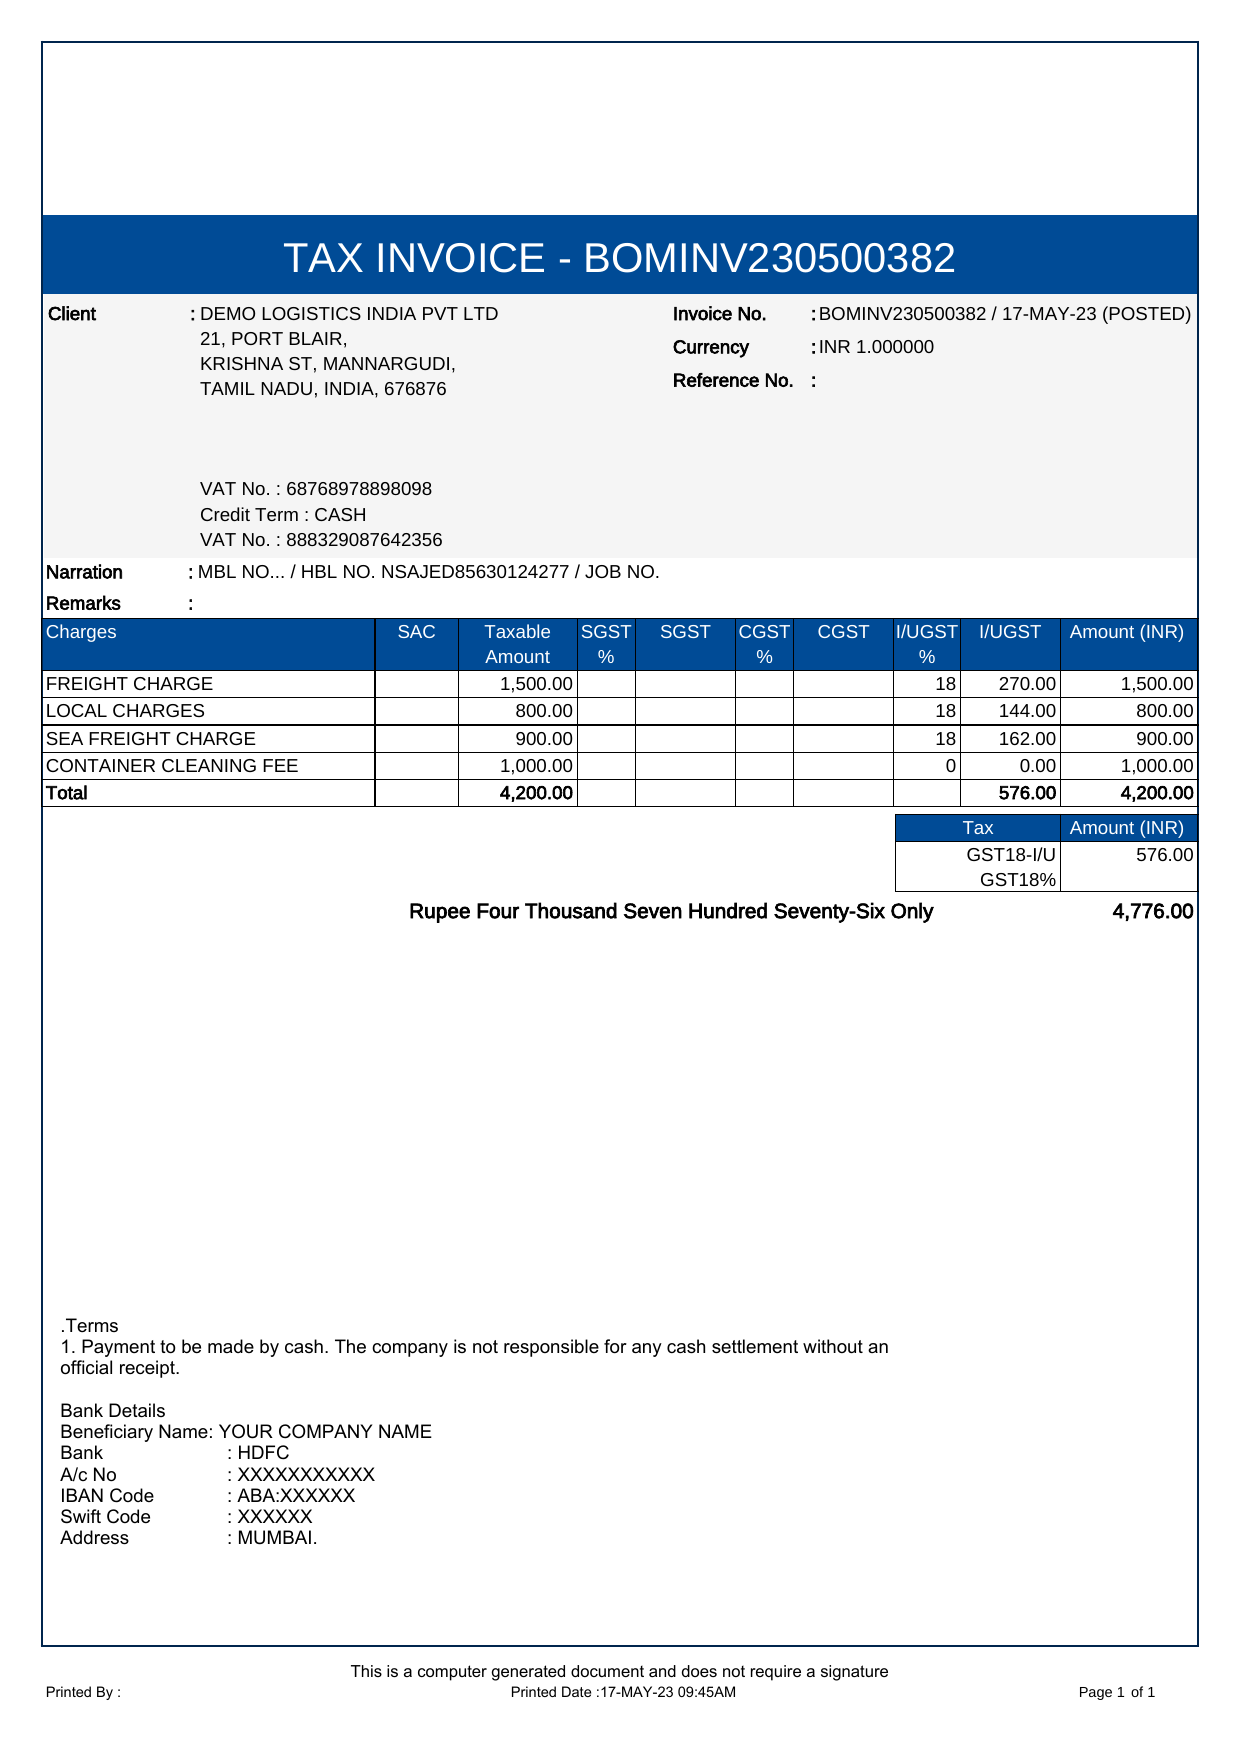 TAX INVOICE - BOMINV230500382
Client : DEMO LOGISTICS INDIA PVT LTD
21, PORT BLAIR,
KRISHNA ST, MANNARGUDI,
TAMIL NADU, INDIA, 676876
VAT No. : 68768978898098
Credit Term : CASH
VAT No. : 888329087642356
Invoice No. : BOMINV230500382 / 17-MAY-23 (POSTED)
Currency : INR 1.000000
Reference No. :
Narration : MBL NO... / HBL NO. NSAJED85630124277 / JOB NO.
Remarks :
Charges SAC Taxable Amount SGST % SGST CGST % CGST I/UGST % I/UGST Amount (INR)
FREIGHT CHARGE 1,500.00 18 270.00 1,500.00
LOCAL CHARGES 800.00 18 144.00 800.00
SEA FREIGHT CHARGE 900.00 18 162.00 900.00
CONTAINER CLEANING FEE 1,000.00 0 0.00 1,000.00
Total 4,200.00 576.00 4,200.00
Tax Amount (INR)
GST18-I/U 576.00
GST18%
Rupee Four Thousand Seven Hundred Seventy-Six Only 4,776.00
.Terms
1. Payment to be made by cash. The company is not responsible for any cash settlement without an
official receipt.
Bank Details
Beneficiary Name: YOUR COMPANY NAME
Bank : HDFC
A/c No : XXXXXXXXXXX
IBAN Code : ABA:XXXXXX
Swift Code : XXXXXX
Address : MUMBAI.
This is a computer generated document and does not require a signature
Printed By : Printed Date :17-MAY-23 09:45AM Page 1 of 1